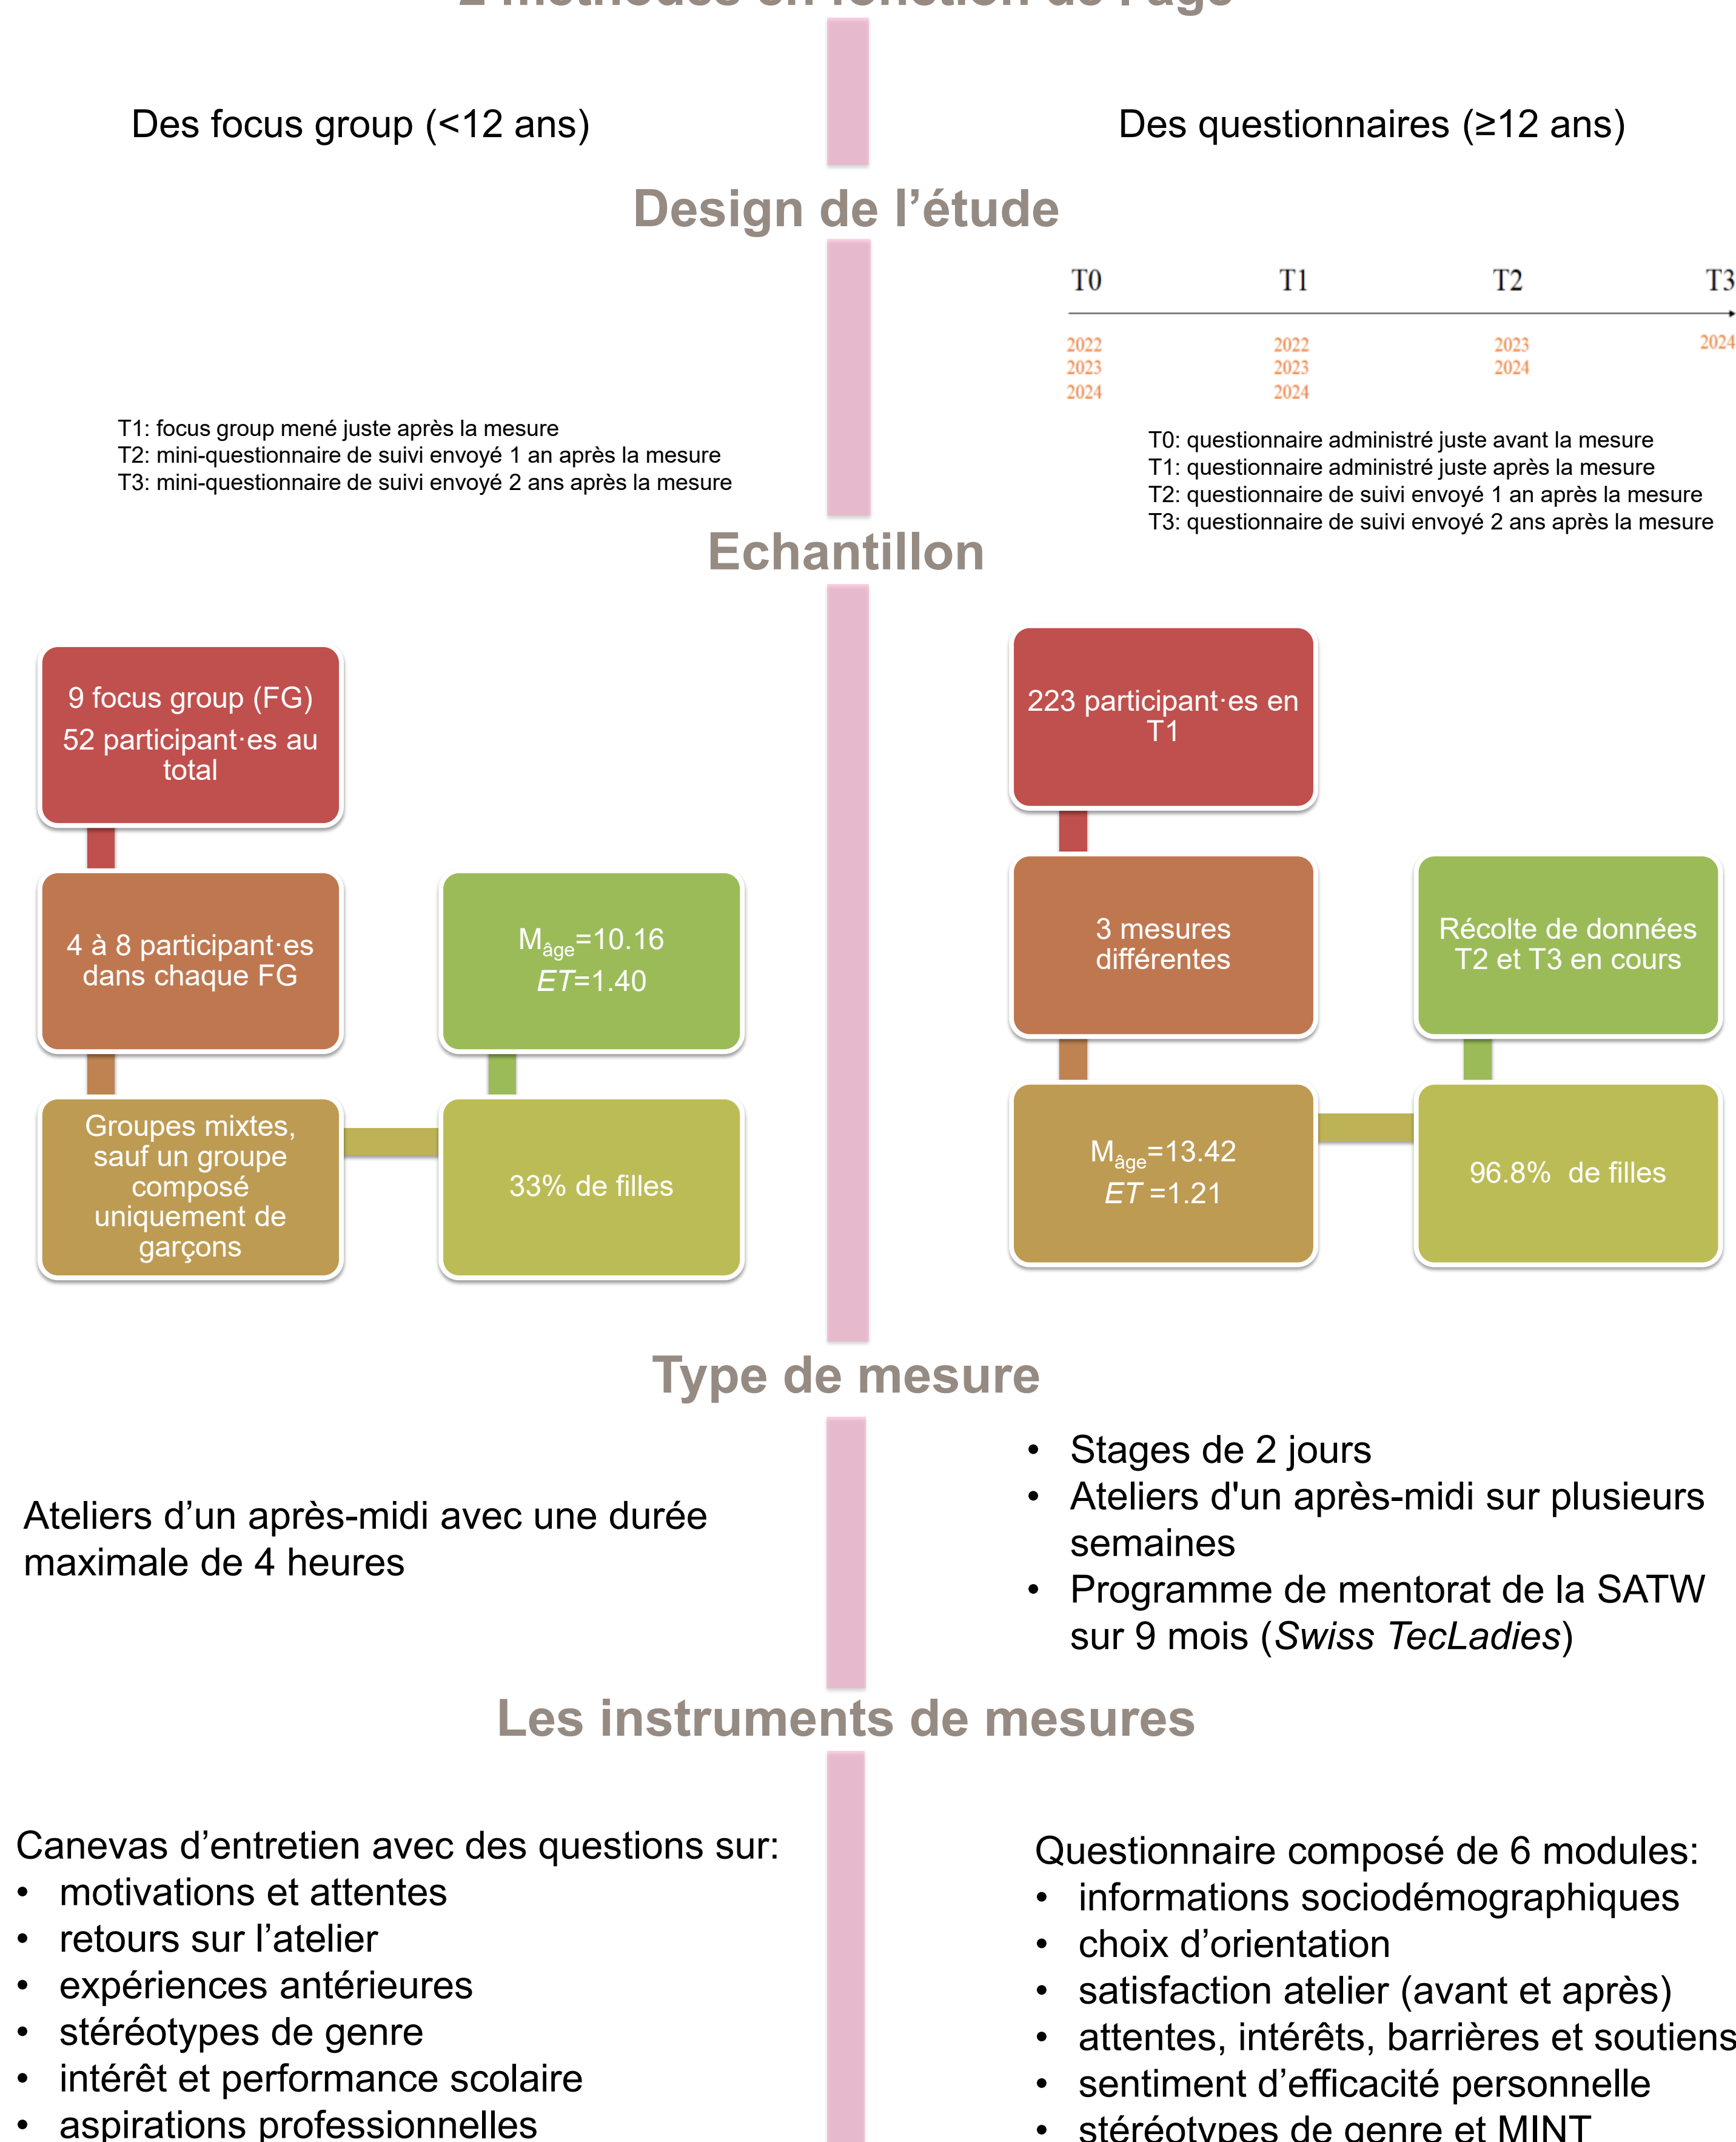 2 méthodes en fonction de l'âge
Des focus group (<12 ans)
Des questionnaires (≥12 ans)
Design de l’étude
T0 T1 T2 T3
2022 2022 2023 2024
2023 2023 2024
2024 2024
T1: focus group mené juste après la mesure
T2: mini-questionnaire de suivi envoyé 1 an après la mesure
T3: mini-questionnaire de suivi envoyé 2 ans après la mesure
T0: questionnaire administré juste avant la mesure
T1: questionnaire administré juste après la mesure
T2: questionnaire de suivi envoyé 1 an après la mesure
T3: questionnaire de suivi envoyé 2 ans après la mesure
Echantillon
9 focus group (FG)
52 participant·es au
total
4 à 8 participant·es
dans chaque FG
Groupes mixtes,
sauf un groupe
composé
uniquement de
garçons
33% de filles
Mâge=10.16
ET=1.40
223 participant·es en
T1
3 mesures
différentes
Mâge=13.42
ET =1.21
96.8% de filles
Récolte de données
T2 et T3 en cours
Type de mesure
Ateliers d’un après-midi avec une durée
maximale de 4 heures
• Stages de 2 jours
• Ateliers d'un après-midi sur plusieurs
semaines
• Programme de mentorat de la SATW
sur 9 mois (Swiss TecLadies)
Les instruments de mesures
Canevas d’entretien avec des questions sur:
• motivations et attentes
• retours sur l’atelier
• expériences antérieures
• stéréotypes de genre
• intérêt et performance scolaire
• aspirations professionnelles
Questionnaire composé de 6 modules:
• informations sociodémographiques
• choix d’orientation
• satisfaction atelier (avant et après)
• attentes, intérêts, barrières et soutiens
• sentiment d’efficacité personnelle
• stéréotypes de genre et MINT